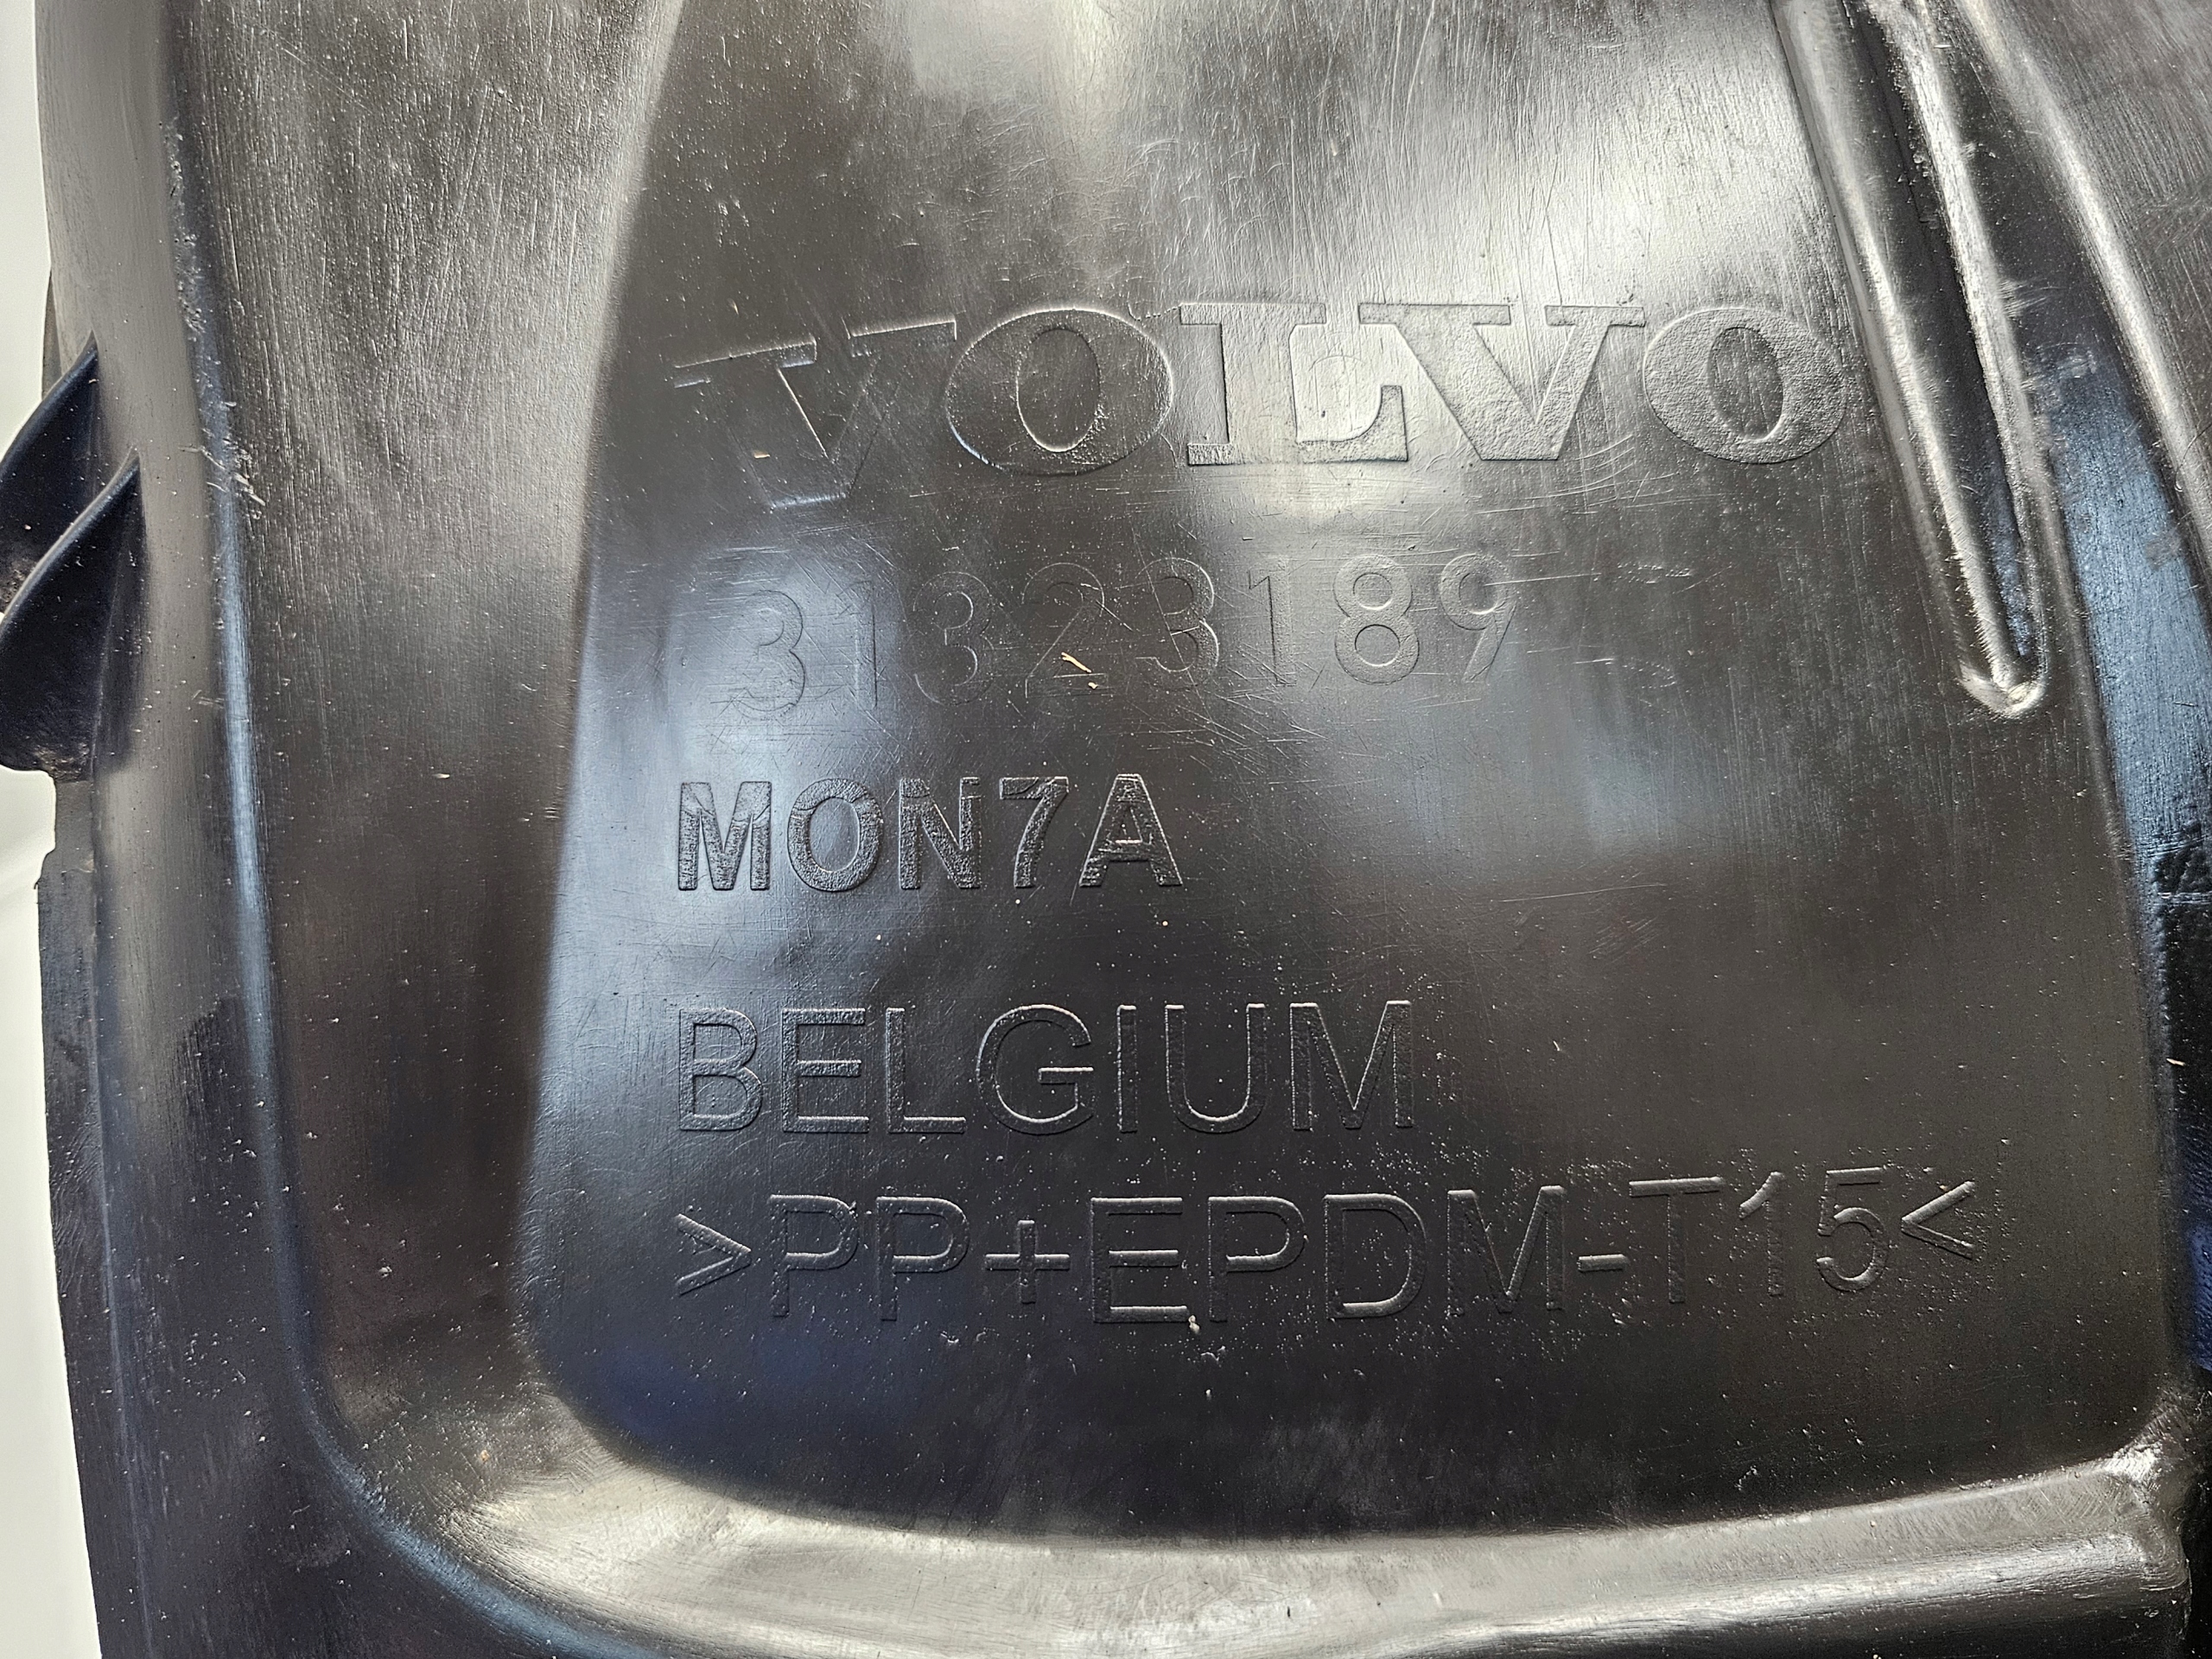 VOLVO
31323189
MON7A
BELGIUM
>PP+EPDM-T15<